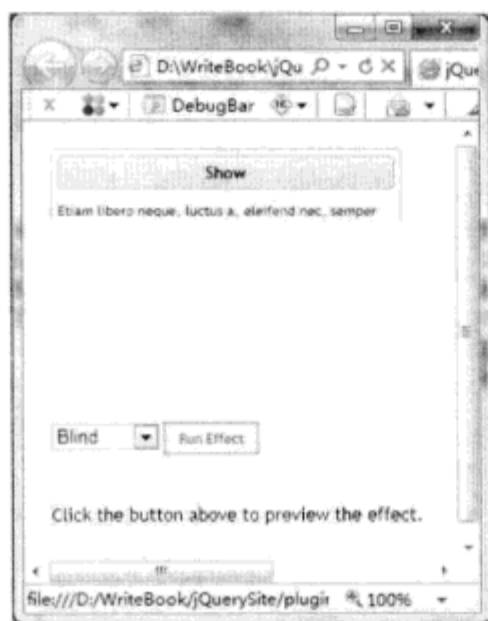 D:\WriteBook\jQu
jQue
x DebugBar
Show
Etiam libero neque, luctus a, eleifend nec, semper
Blind Run Effect
Click the button above to preview the effect.
file:///D:/WriteBook/jQuerySite/plugin 100%